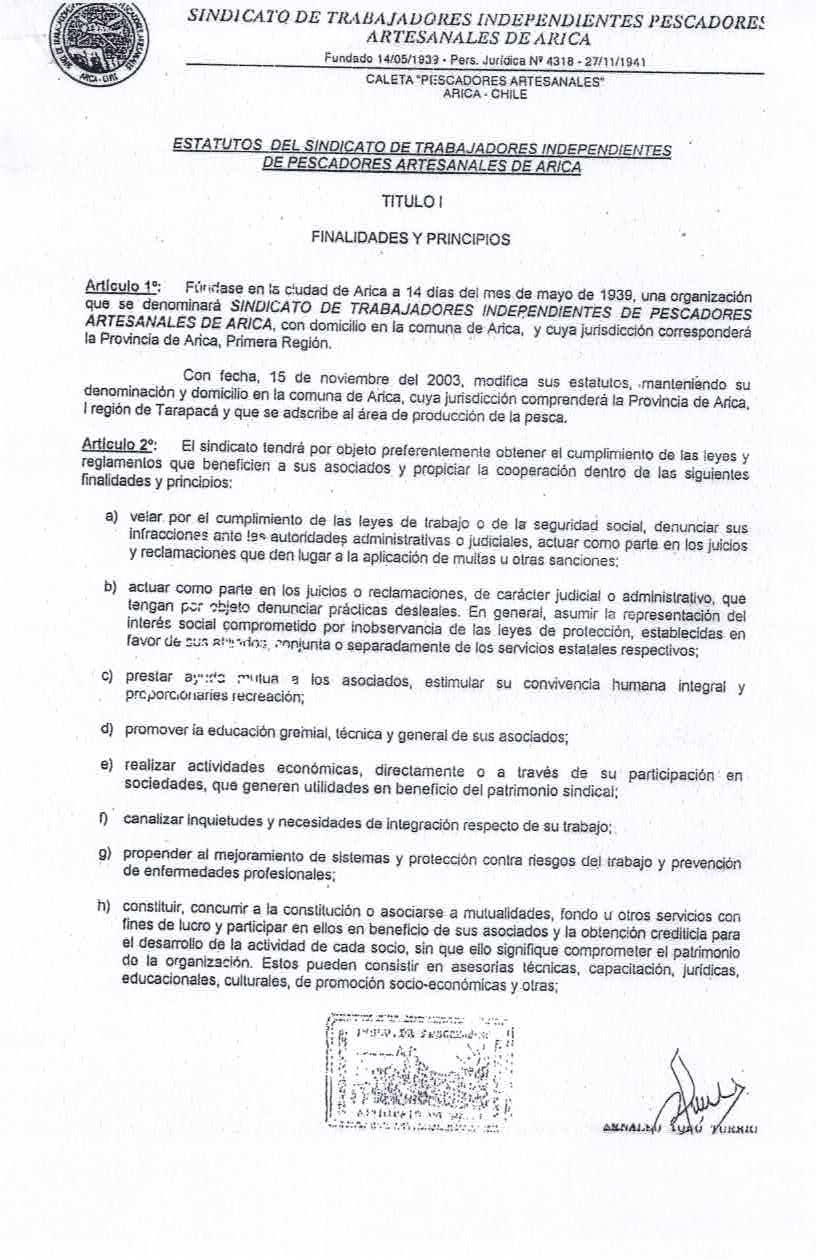 SINDICATO DE TRABAJADORES INDEPENDIENTES PESCADORES
ARTESANALES DE ARICA
Fundado 14/05/1939 - Pers. Jurídica Nº 4318 - 27/11/1941
CALETA "PESCADORES ARTESANALES"
ARICA - CHILE
ESTATUTOS DEL SINDICATO DE TRABAJADORES INDEPENDIENTES
DE PESCADORES ARTESANALES DE ARICA
TITULO I
FINALIDADES Y PRINCIPIOS
Artículo 1º: Fúndase en la ciudad de Arica a 14 días del mes de mayo de 1939, una organización
que se denominará SINDICATO DE TRABAJADORES INDEPENDIENTES DE PESCADORES
ARTESANALES DE ARICA, con domicilio en la comuna de Arica, y cuya jurisdicción corresponderá
la Provincia de Arica, Primera Región.
Con fecha, 15 de noviembre del 2003, modifica sus estatutos, manteniendo su
denominación y domicilio en la comuna de Arica, cuya jurisdicción comprenderá la Provincia de Arica,
I región de Tarapacá y que se adscribe al área de producción de la pesca.
Artículo 2º: El sindicato tendrá por objeto preferentemente obtener el cumplimiento de las leyes y
reglamentos que beneficien a sus asociados y propiciar la cooperación dentro de las siguientes
finalidades y principios:
a) velar por el cumplimiento de las leyes de trabajo o de la seguridad social, denunciar sus
infracciones ante las autoridades administrativas o judiciales, actuar como parte en los juicios
y reclamaciones que den lugar a la aplicación de multas u otras sanciones;
b) actuar como parte en los juicios o reclamaciones, de carácter judicial o administrativo, que
tengan por objeto denunciar prácticas desleales. En general, asumir la representación del
interés social comprometido por inobservancia de las leyes de protección, establecidas en
favor de sus afiliados, conjunta o separadamente de los servicios estatales respectivos;
c) prestar ayuda mutua a los asociados, estimular su convivencia humana integral y
proporcionarles recreación;
d) promover la educación gremial, técnica y general de sus asociados;
e) realizar actividades económicas, directamente o a través de su participación en
sociedades, que generen utilidades en beneficio del patrimonio sindical;
f) canalizar inquietudes y necesidades de integración respecto de su trabajo;
g) propender al mejoramiento de sistemas y protección contra riesgos del trabajo y prevención
de enfermedades profesionales;
h) constituir, concurrir a la constitución o asociarse a mutualidades, fondo u otros servicios con
fines de lucro y participar en ellos en beneficio de sus asociados y la obtención crediticia para
el desarrollo de la actividad de cada socio, sin que ello signifique comprometer el patrimonio
de la organización. Estos pueden consistir en asesorías técnicas, capacitación, jurídicas,
educacionales, culturales, de promoción socio-económicas y otras;